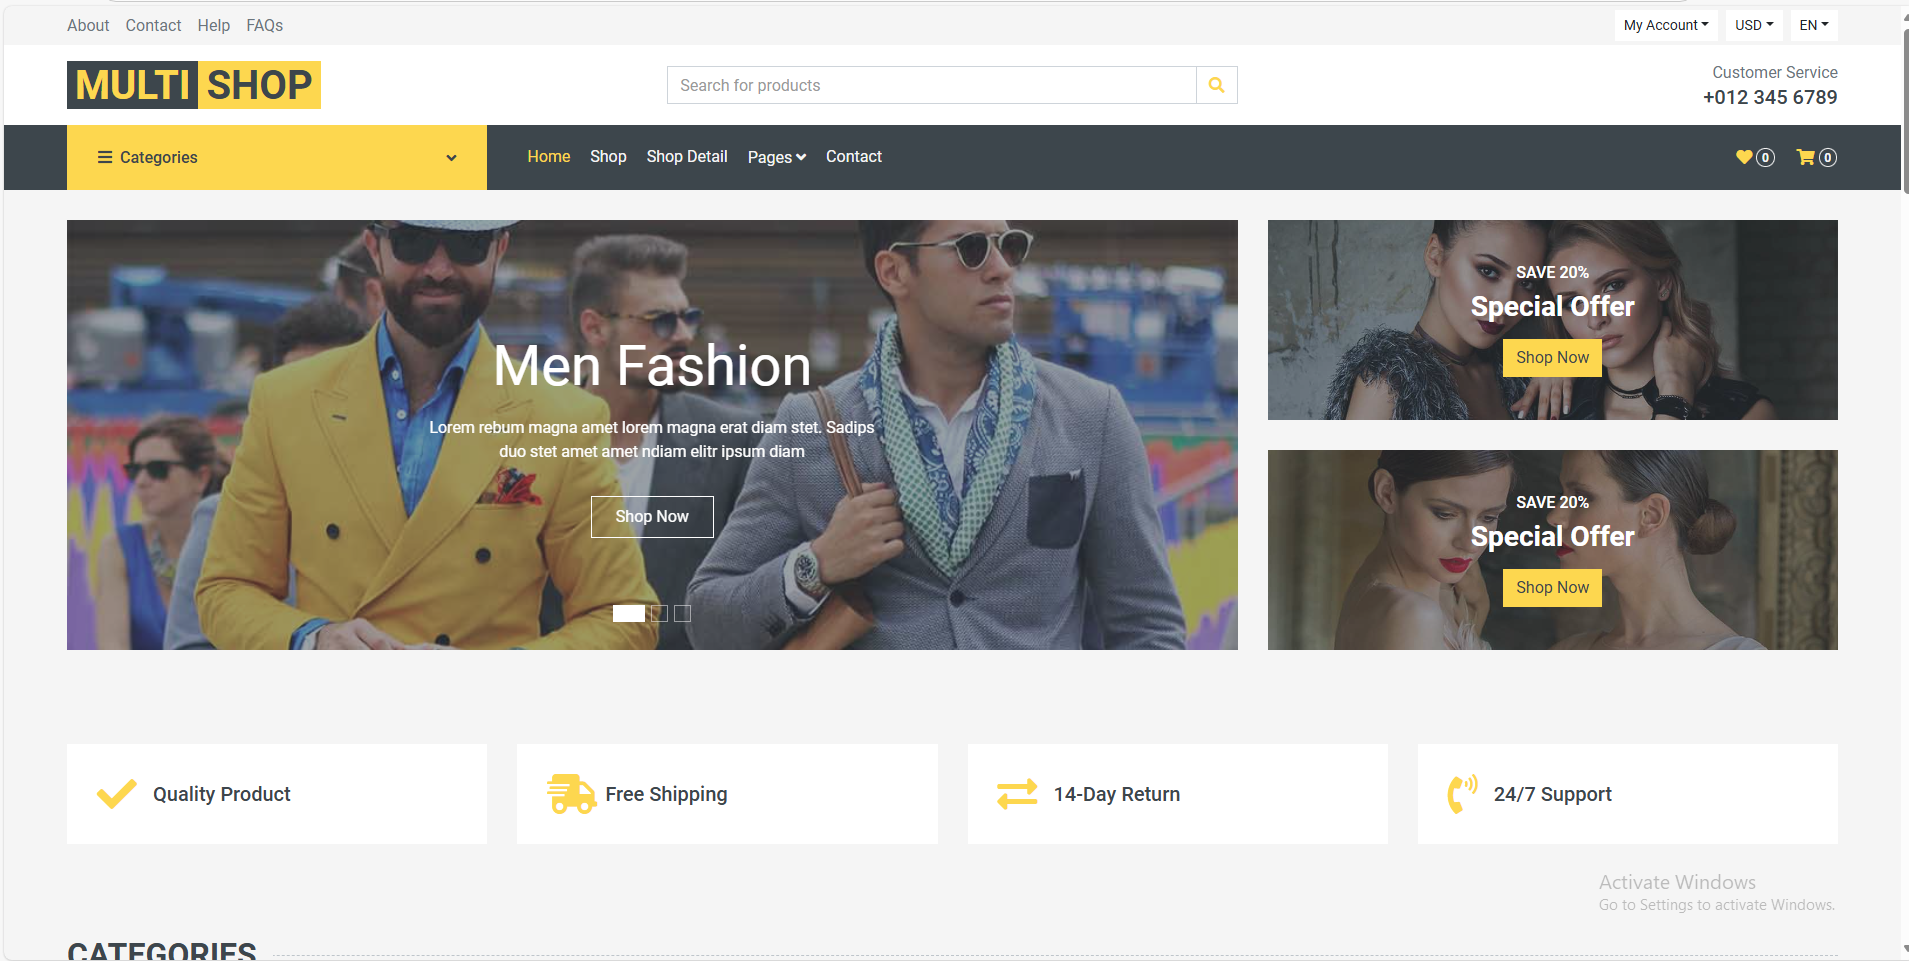 About Contact Help FAQs
My Account USD EN
MULTI SHOP
Search for products
Customer Service
+012 345 6789
Categories
Home Shop Shop Detail Pages Contact
0 0
Men Fashion
Lorem rebum magna amet lorem magna erat diam stet. Sadips
duo stet amet amet ndiam elitr ipsum diam
Shop Now
SAVE 20%
Special Offer
Shop Now
SAVE 20%
Special Offer
Shop Now
Quality Product
Free Shipping
14-Day Return
24/7 Support
Activate Windows
Go to Settings to activate Windows.
CATEGORIES